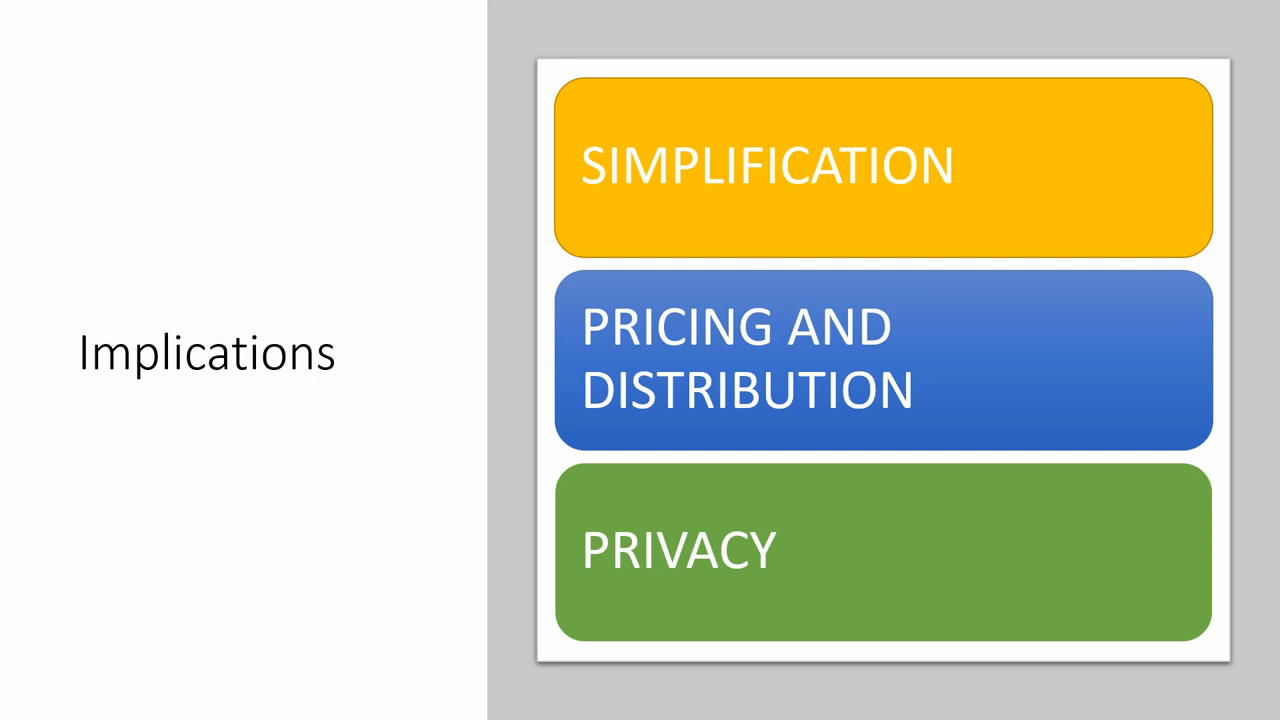 Implications
SIMPLIFICATION
PRICING AND
DISTRIBUTION
PRIVACY